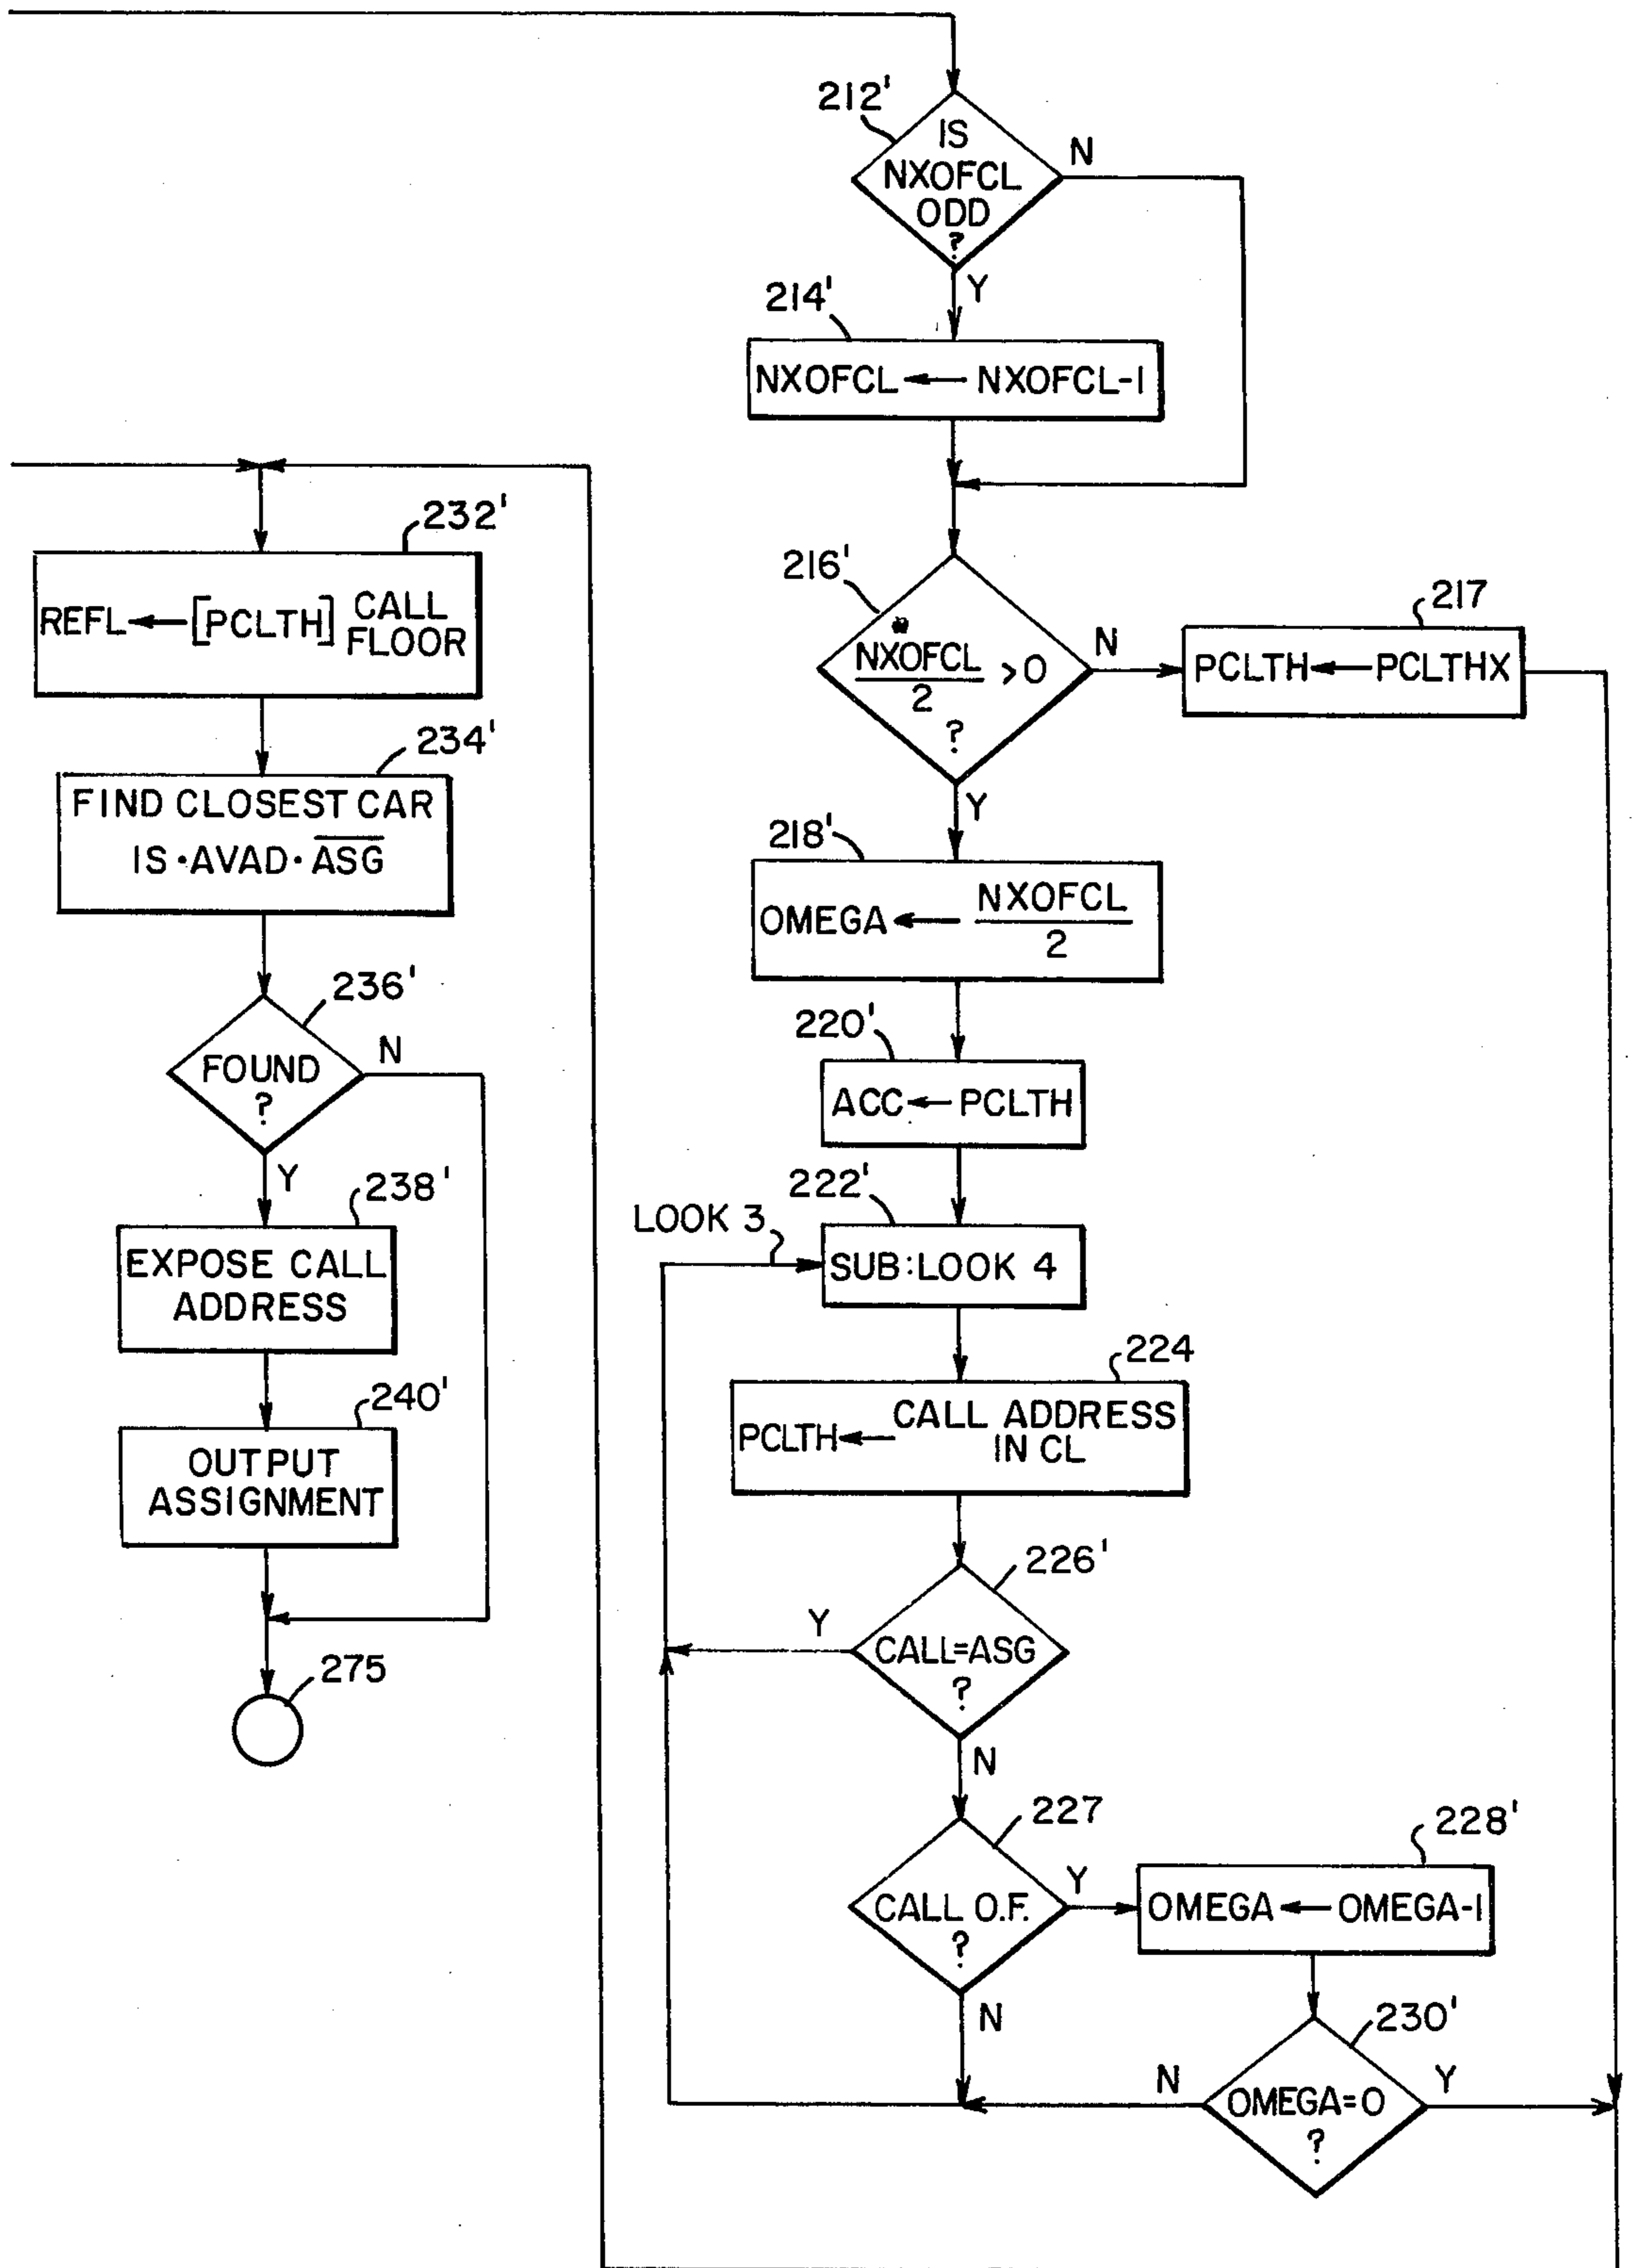 212'
IS
NXOFCL
ODD
?
N
Y
214'
NXOFCL ← NXOFCL-1
216'
NXOFCL
2
>0
?
N
Y
217
PCLTH ← PCLTHX
218'
OMEGA ← NXOFCL
2
220'
ACC ← PCLTH
222'
LOOK 3
SUB:LOOK 4
224
PCLTH ← CALL ADDRESS
IN CL
226'
CALL=ASG
?
Y
N
227
CALL O.F.
?
Y
N
228'
OMEGA ← OMEGA-1
230'
OMEGA=0
?
N
Y
232'
REFL ← [PCLTH] CALL
FLOOR
234'
FIND CLOSEST CAR
IS·AVAD·A̅S̅G̅
236'
FOUND
?
N
Y
238'
EXPOSE CALL
ADDRESS
240'
OUTPUT
ASSIGNMENT
275